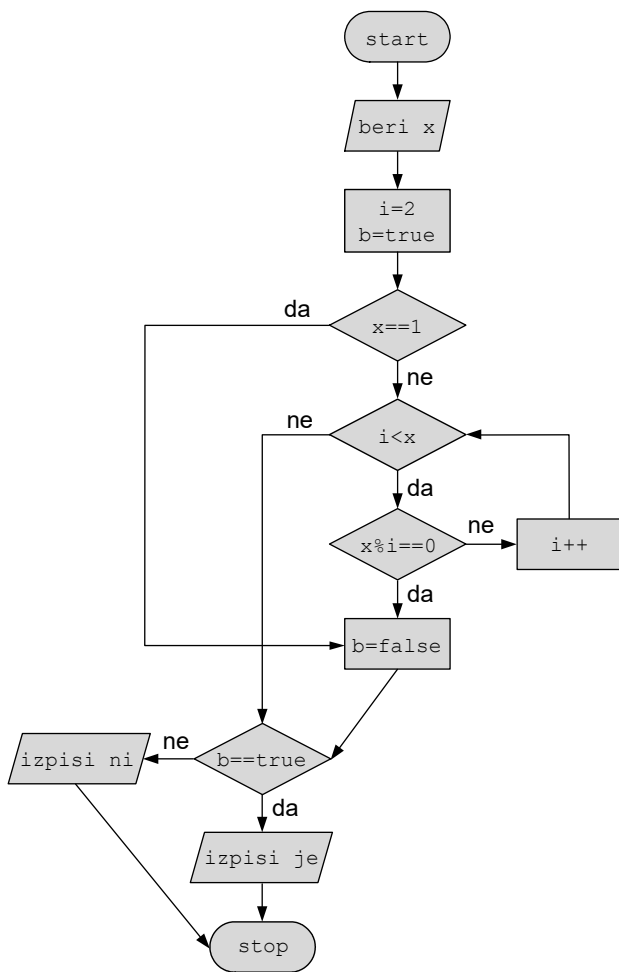 start
beri x
i=2
b=true
da
x==1
ne
ne
i<x
da
x%i==0
ne
i++
da
b=false
ne
izpisi ni
b==true
da
izpisi je
stop